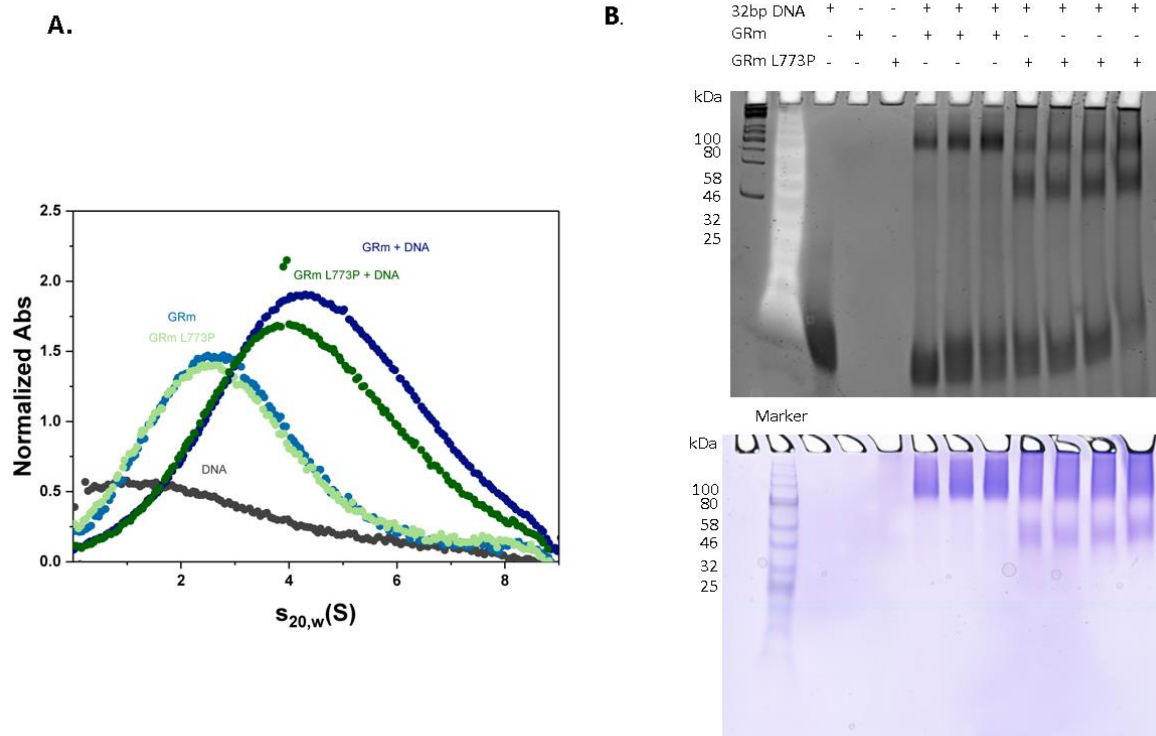 A.
2.5
2.0
1.5
1.0
0.5
0.0
Normalized Abs
GRm + DNA
GRm L773P + DNA
GRm
GRm L773P
DNA
2 4 6 8
s20,w(S)
B.
32bp DNA + - - + + + + + + +
GRm - + - + + + - + + +
GRm L773P - - + - - - + + + +
kDa
100
80
58
46
32
25
Marker
kDa
100
80
58
46
32
25